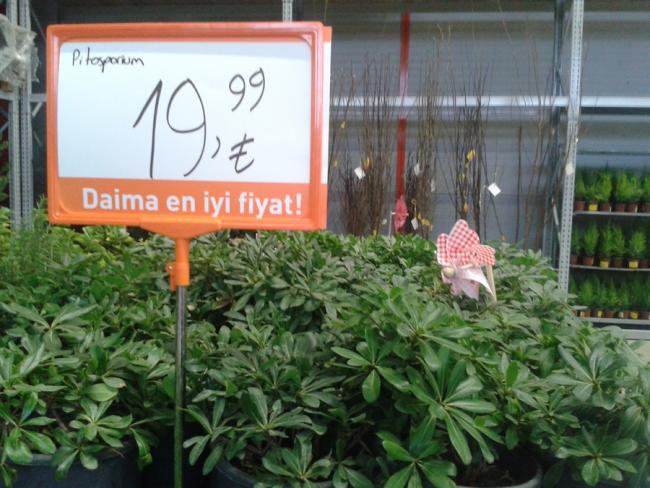 Pitosporium
19,99 ₺
Daima en iyi fiyat!